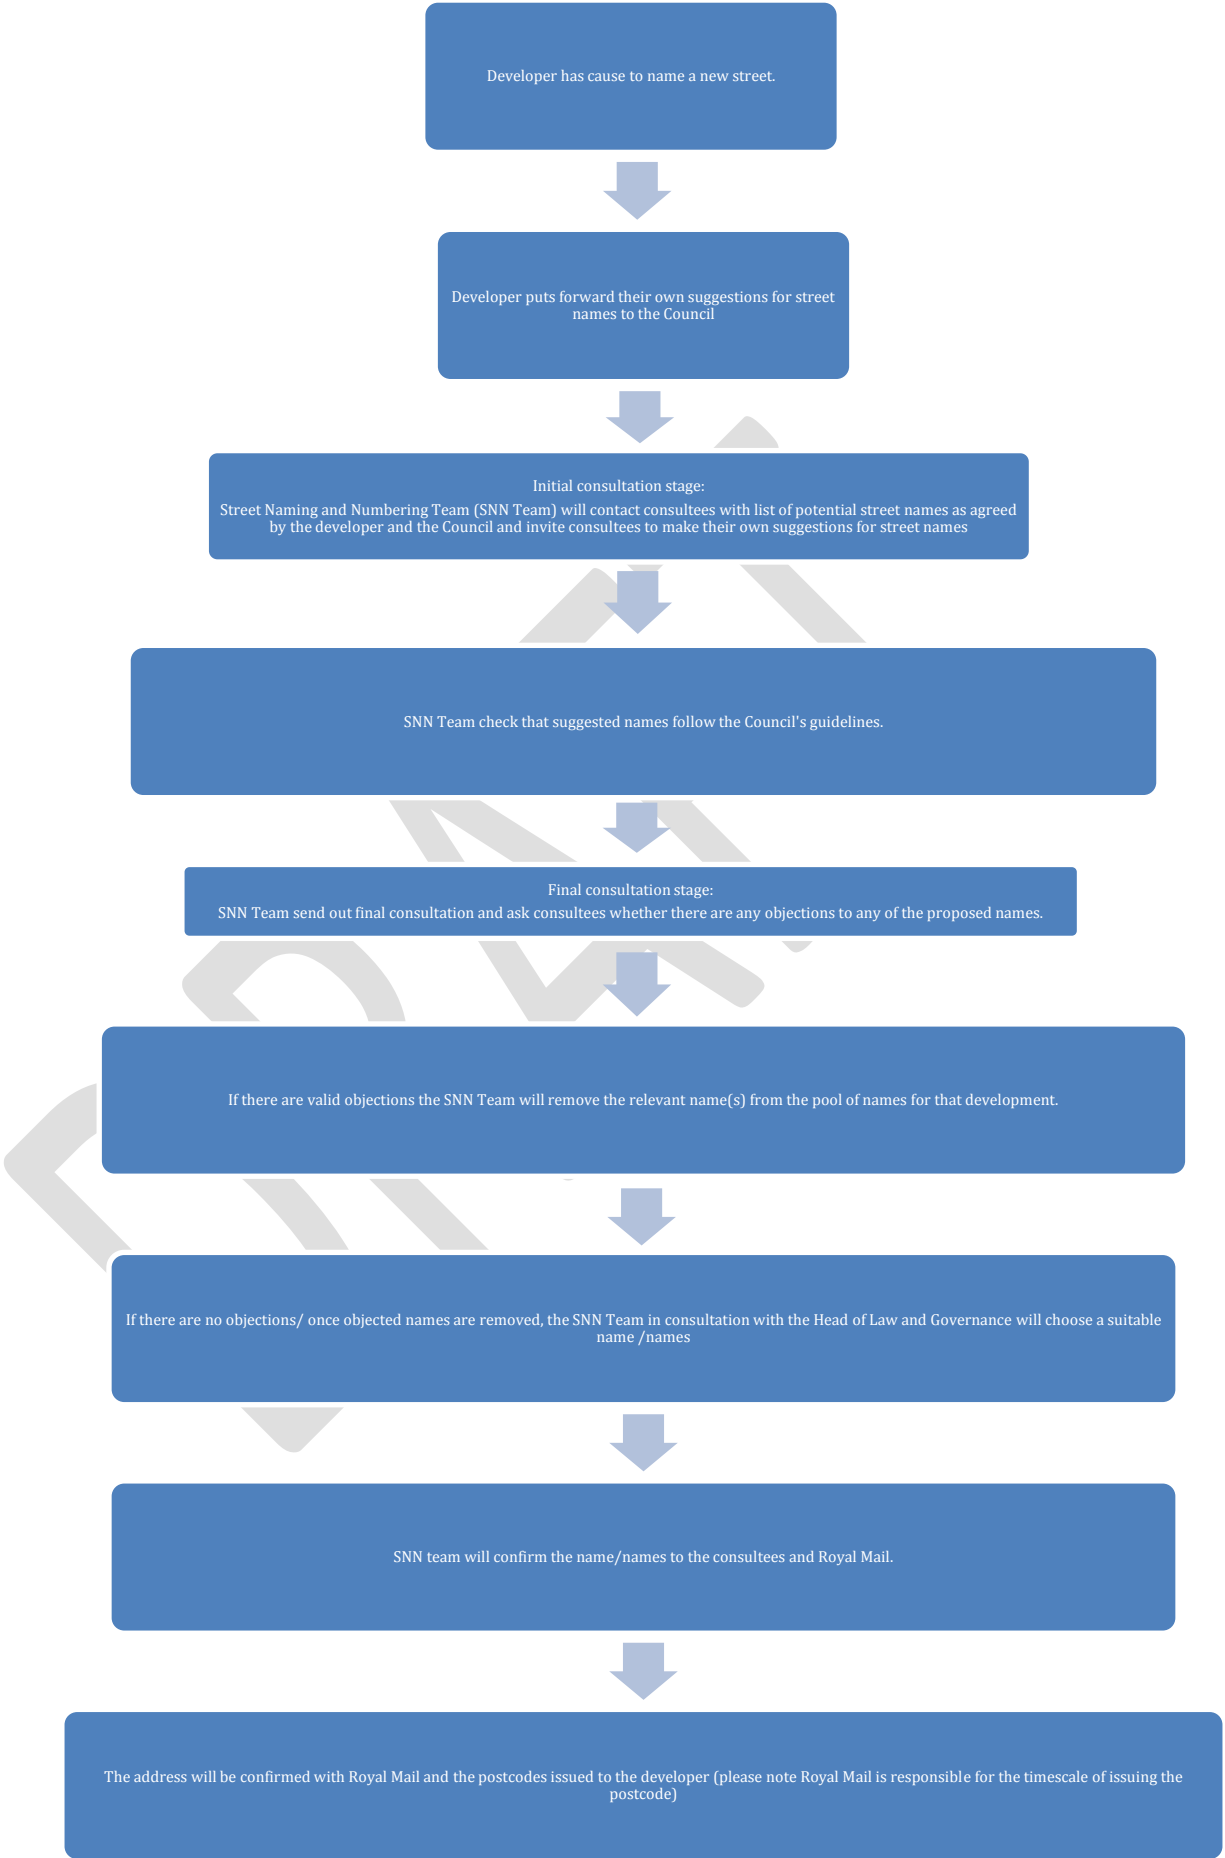 Developer has cause to name a new street.
Developer puts forward their own suggestions for street
names to the Council
Initial consultation stage:
Street Naming and Numbering Team (SNN Team) will contact consultees with list of potential street names as agreed
by the developer and the Council and invite consultees to make their own suggestions for street names
SNN Team check that suggested names follow the Council's guidelines.
Final consultation stage:
SNN Team send out final consultation and ask consultees whether there are any objections to any of the proposed names.
If there are valid objections the SNN Team will remove the relevant name(s) from the pool of names for that development.
If there are no objections/ once objected names are removed, the SNN Team in consultation with the Head of Law and Governance will choose a suitable
name /names
SNN team will confirm the name/names to the consultees and Royal Mail.
The address will be confirmed with Royal Mail and the postcodes issued to the developer (please note Royal Mail is responsible for the timescale of issuing the
postcode)